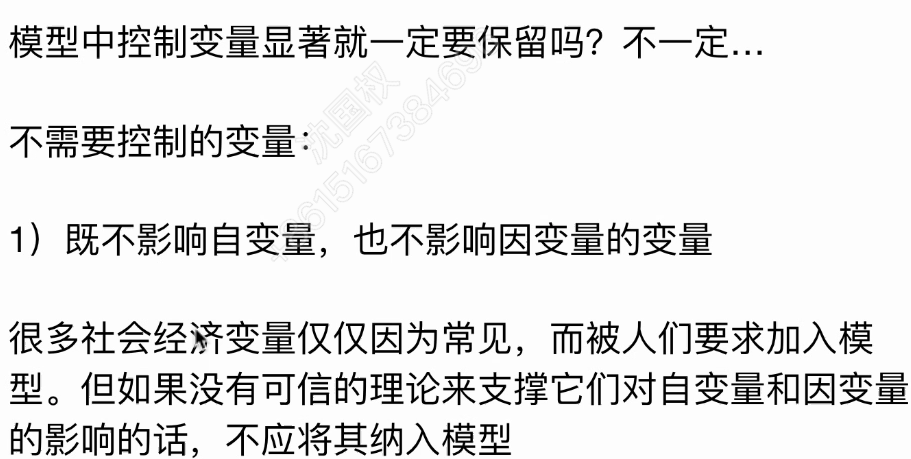 模型中控制变量显著就一定要保留吗？不一定...
不需要控制的变量：
1）既不影响自变量，也不影响因变量的变量
很多社会经济变量仅仅因为常见，而被人们要求加入模
型。但如果没有可信的理论来支撑它们对自变量和因变量
的影响的话，不应将其纳入模型